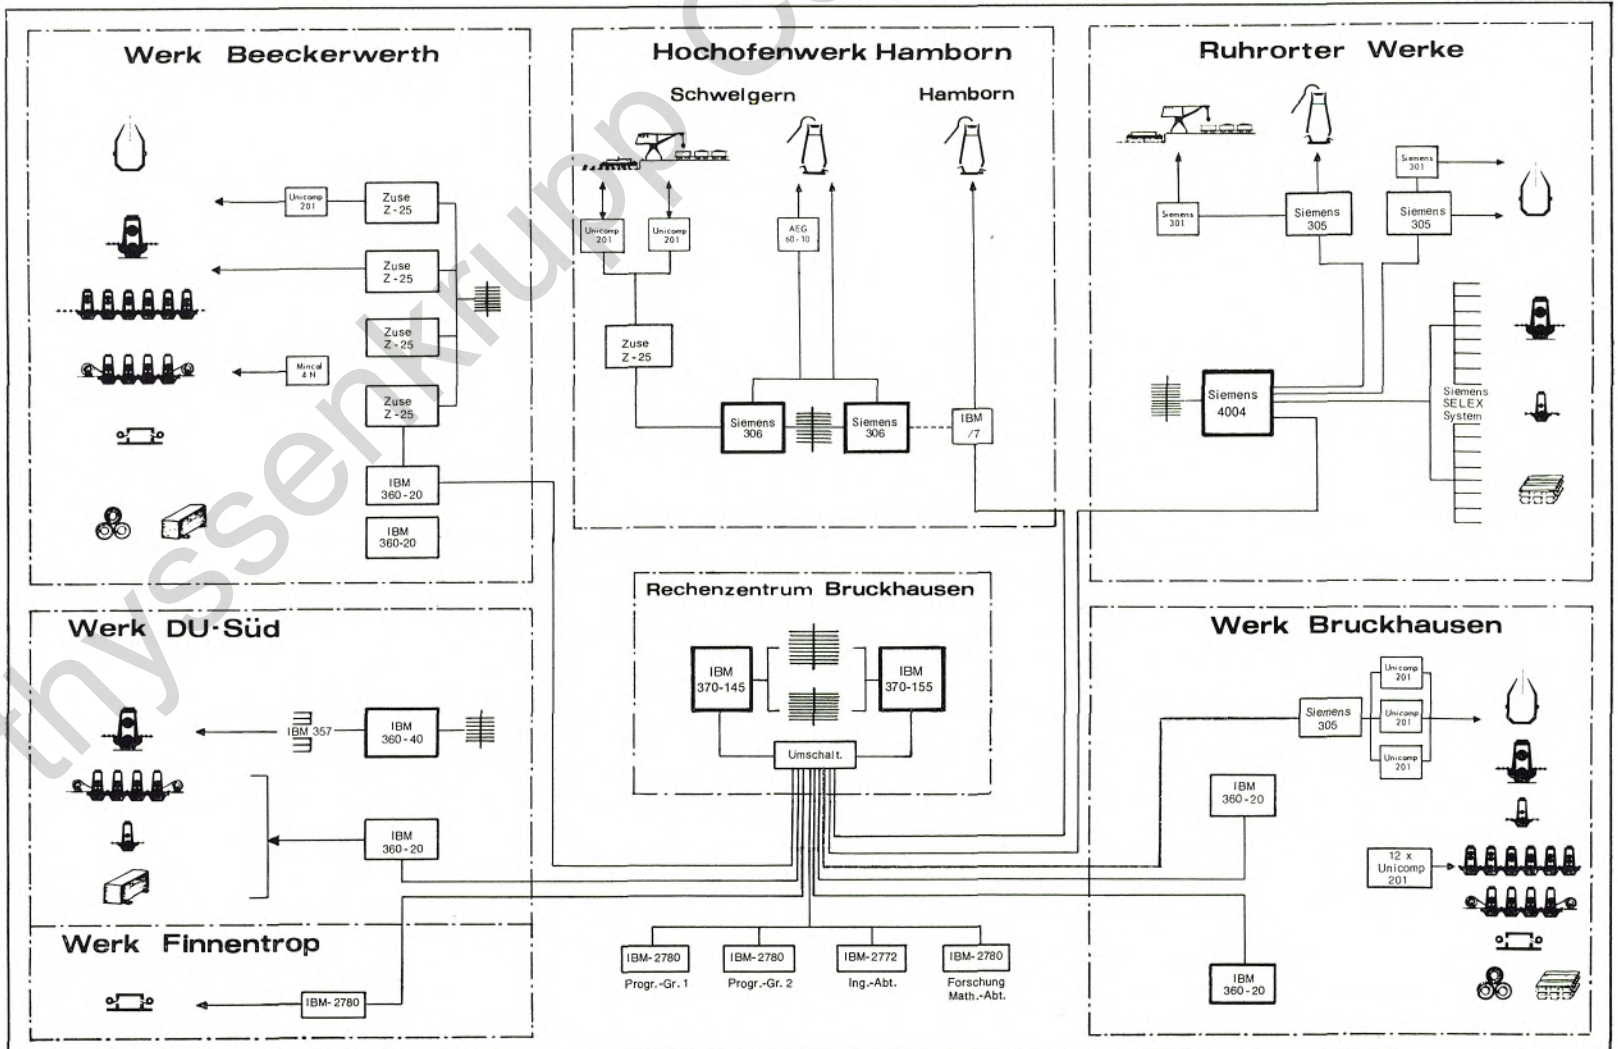 Werk Beeckerwerth
Unicomp
201
Zuse
Z-25
Zuse
Z-25
Zuse
Z-25
Mincal
4 N
Zuse
Z-25
IBM
360-20
IBM
360-20
Hochofenwerk Hamborn
Schwelgern
Hamborn
Unicomp
201
Unicomp
201
AEG
60-10
Zuse
Z-25
Siemens
306
Siemens
306
IBM
/7
Ruhrorter Werke
Siemens
301
Siemens
301
Siemens
305
Siemens
305
Siemens
4004
Siemens
SELEX
System
Werk DU-Süd
IBM 357
IBM
360-40
IBM
360-20
Werk Finnentrop
IBM-2780
Rechenzentrum Bruckhausen
IBM
370-145
IBM
370-155
Umschalt.
IBM-2780
Progr.-Gr. 1
IBM-2780
Progr.-Gr. 2
IBM-2772
Ing.-Abt.
IBM-2780
Forschung
Math.-Abt.
Werk Bruckhausen
Siemens
305
Unicomp
201
Unicomp
201
Unicomp
201
IBM
360-20
12 x
Unicomp
201
IBM
360-20
thyssenkrupp